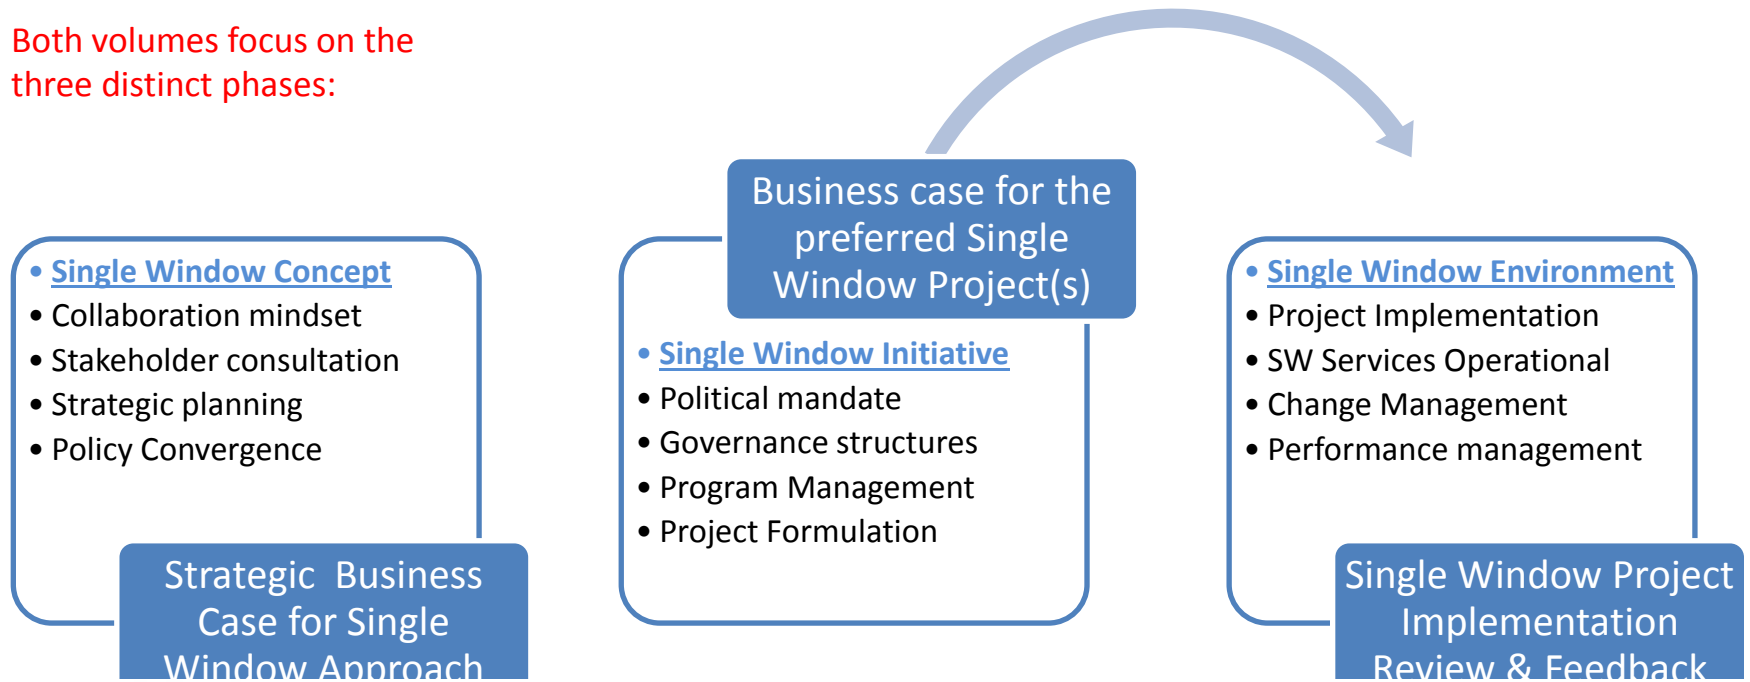 Both volumes focus on the
three distinct phases:
• Single Window Concept
• Collaboration mindset
• Stakeholder consultation
• Strategic planning
• Policy Convergence
Strategic Business
Case for Single
Window Approach
Business case for the
preferred Single
Window Project(s)
• Single Window Initiative
• Political mandate
• Governance structures
• Program Management
• Project Formulation
• Single Window Environment
• Project Implementation
• SW Services Operational
• Change Management
• Performance management
Single Window Project
Implementation
Review & Feedback